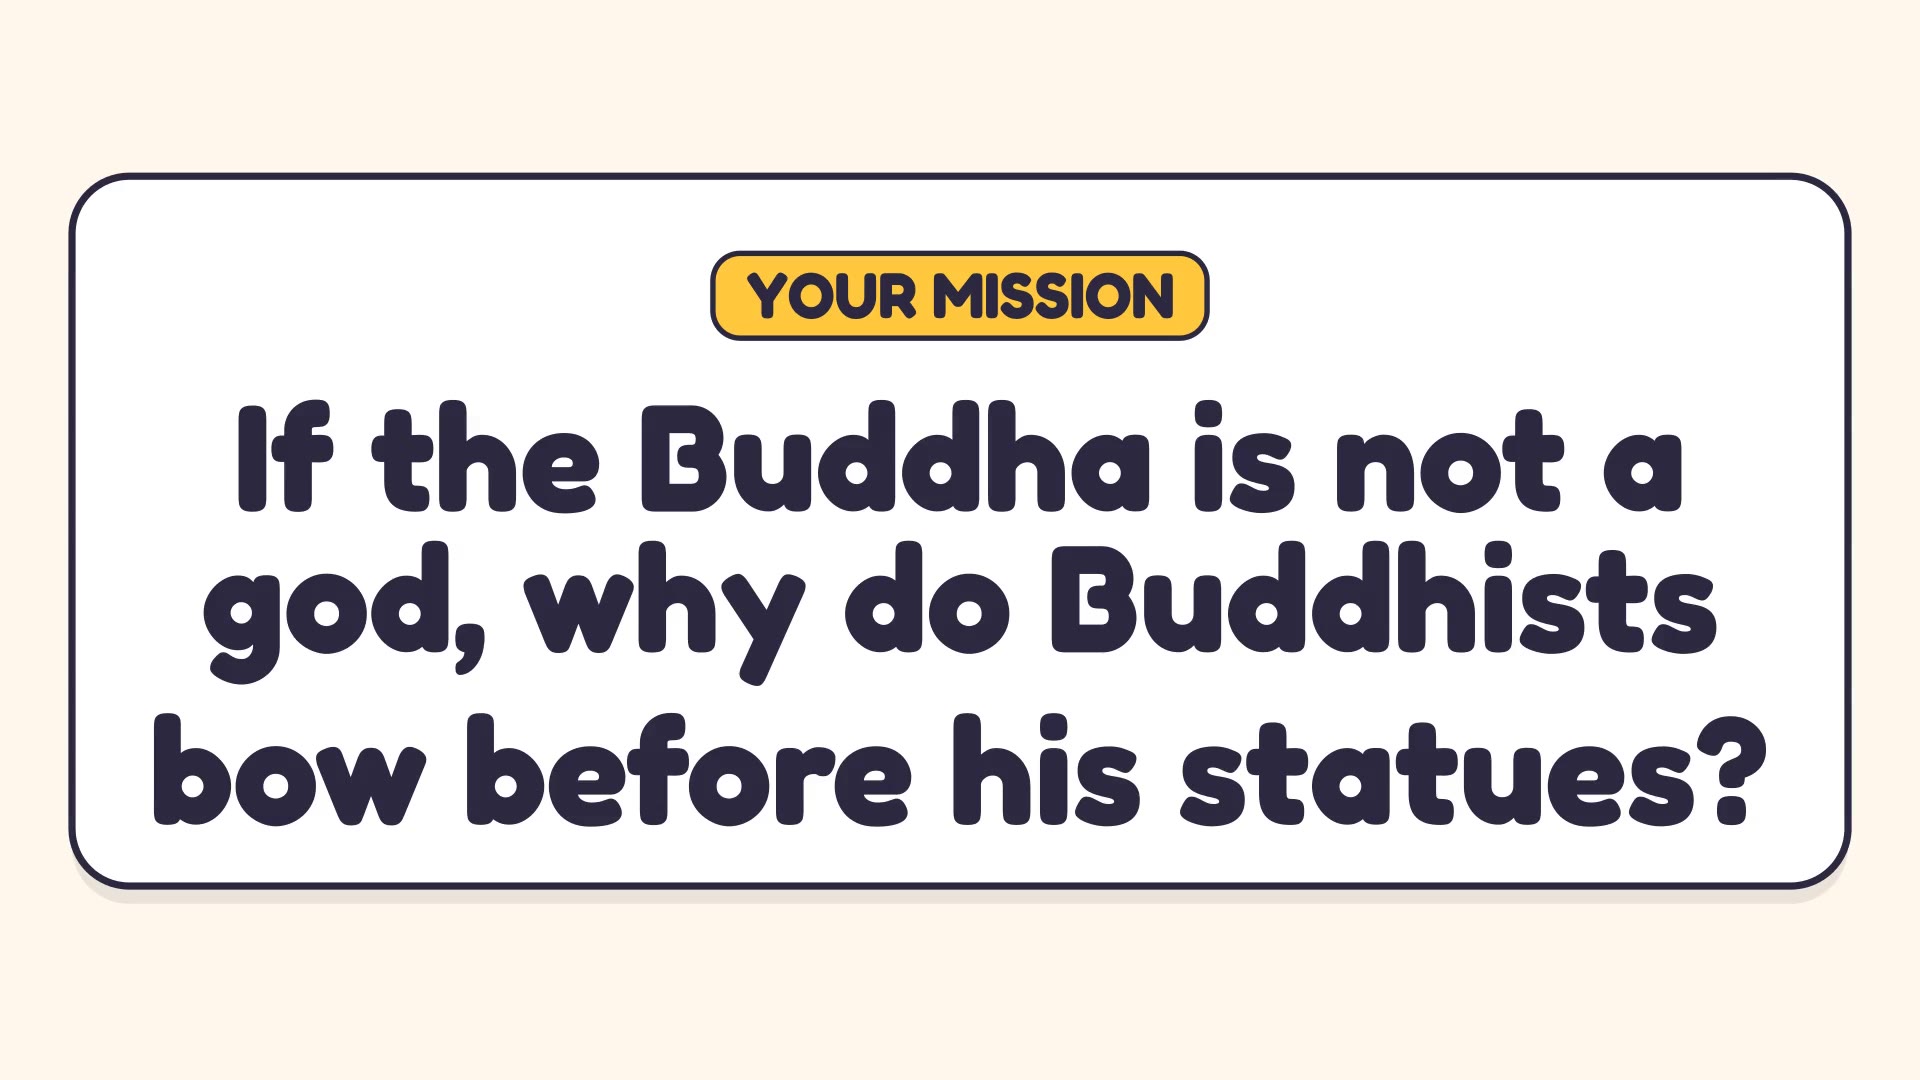 YOUR MISSION
If the Buddha is not a
god, why do Buddhists
bow before his statues?